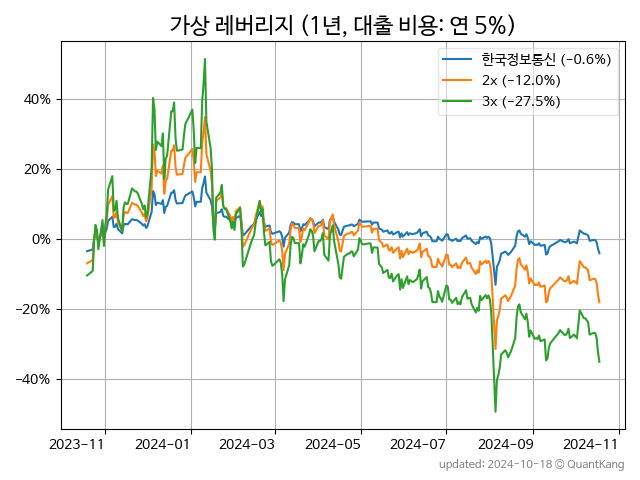 가상 레버리지 (1년, 대출 비용: 연 5%)
한국정보통신 (−0.6%)
2x (−12.0%)
3x (−27.5%)
40%
20%
0%
−20%
−40%
2023-11 2024-01 2024-03 2024-05 2024-07 2024-09 2024-11
updated: 2024-10-18 © QuantKang